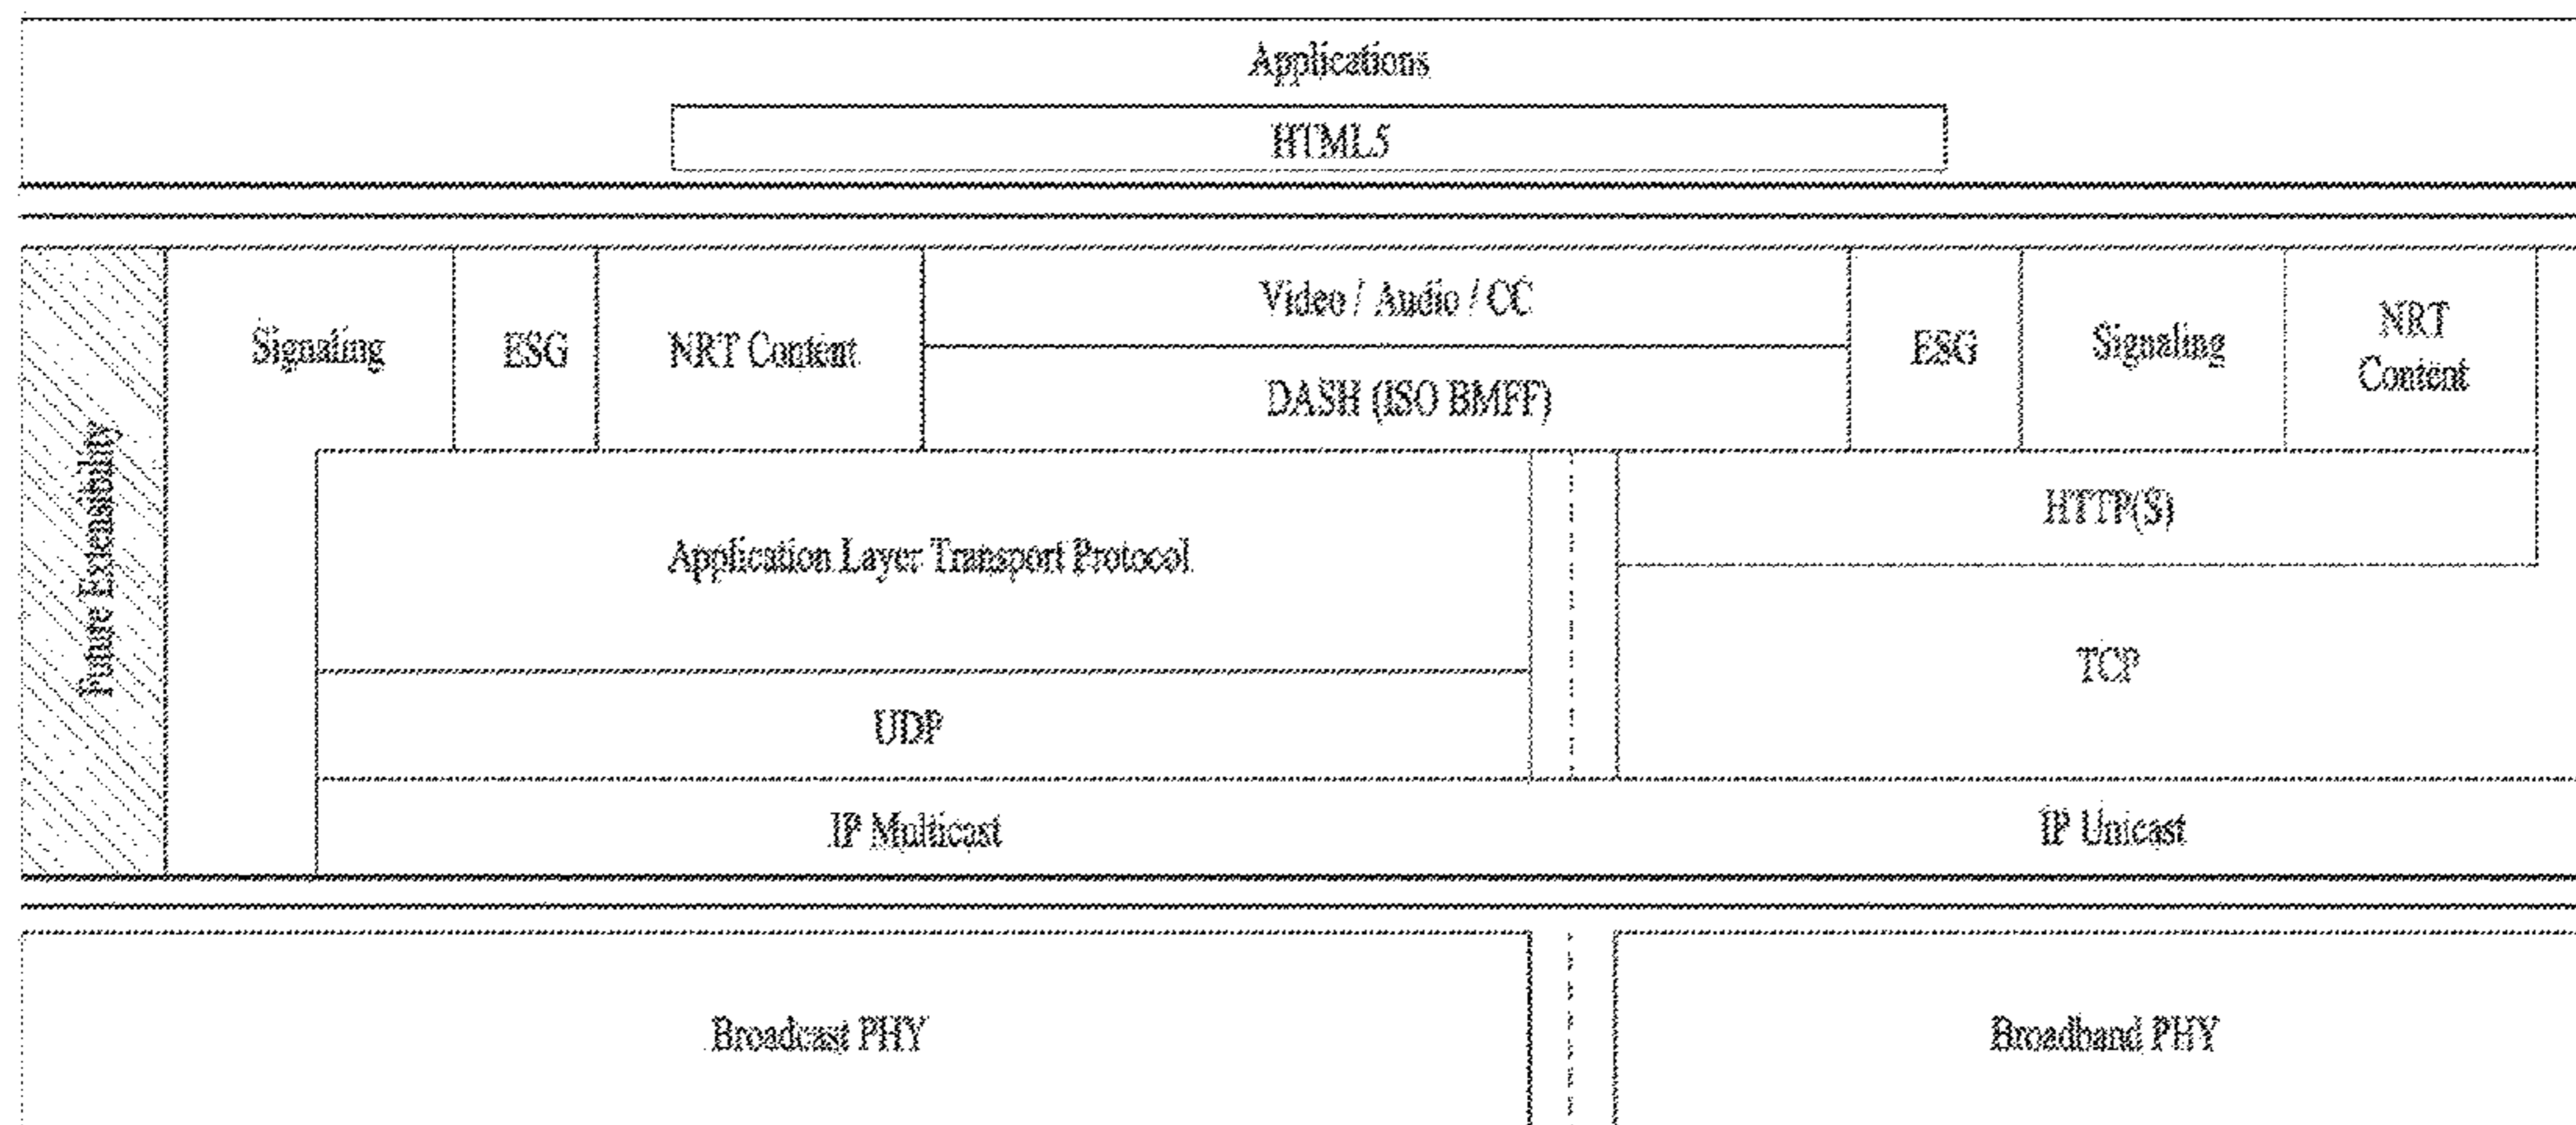 Applications
HTML5
Future Extensibility
Signaling
ESG
NRT Content
Video / Audio / CC
DASH (ISO BMFF)
ESG
Signaling
NRT
Content
Application Layer Transport Protocol
HTTP(S)
TCP
UDP
IP Multicast
IP Unicast
Broadcast PHY
Broadband PHY